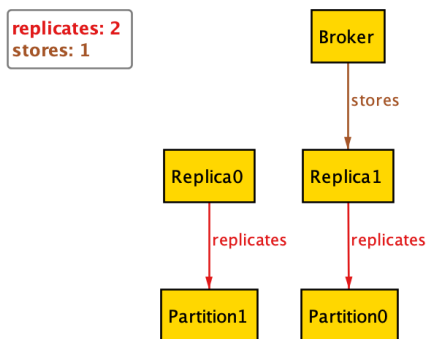 replicates: 2
stores: 1
Broker
stores
Replica0
Replica1
replicates
replicates
Partition1
Partition0